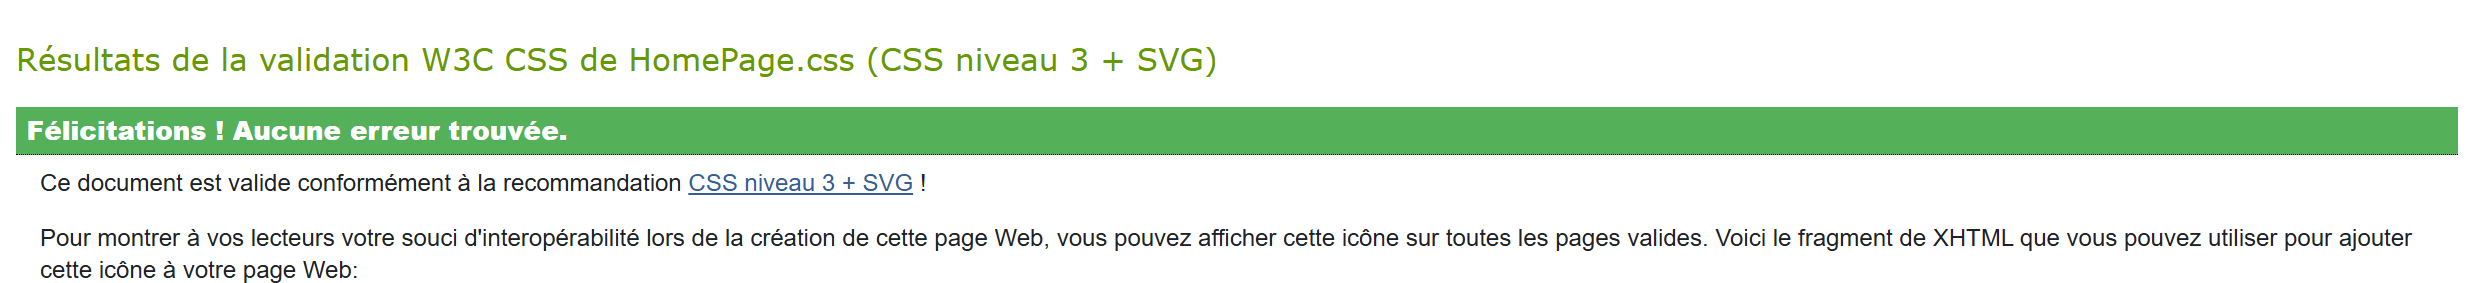 Résultats de la validation W3C CSS de HomePage.css (CSS niveau 3 + SVG)
Félicitations ! Aucune erreur trouvée.
Ce document est valide conformément à la recommandation CSS niveau 3 + SVG !
Pour montrer à vos lecteurs votre souci d'interopérabilité lors de la création de cette page Web, vous pouvez afficher cette icône sur toutes les pages valides. Voici le fragment de XHTML que vous pouvez utiliser pour ajouter
cette icône à votre page Web: